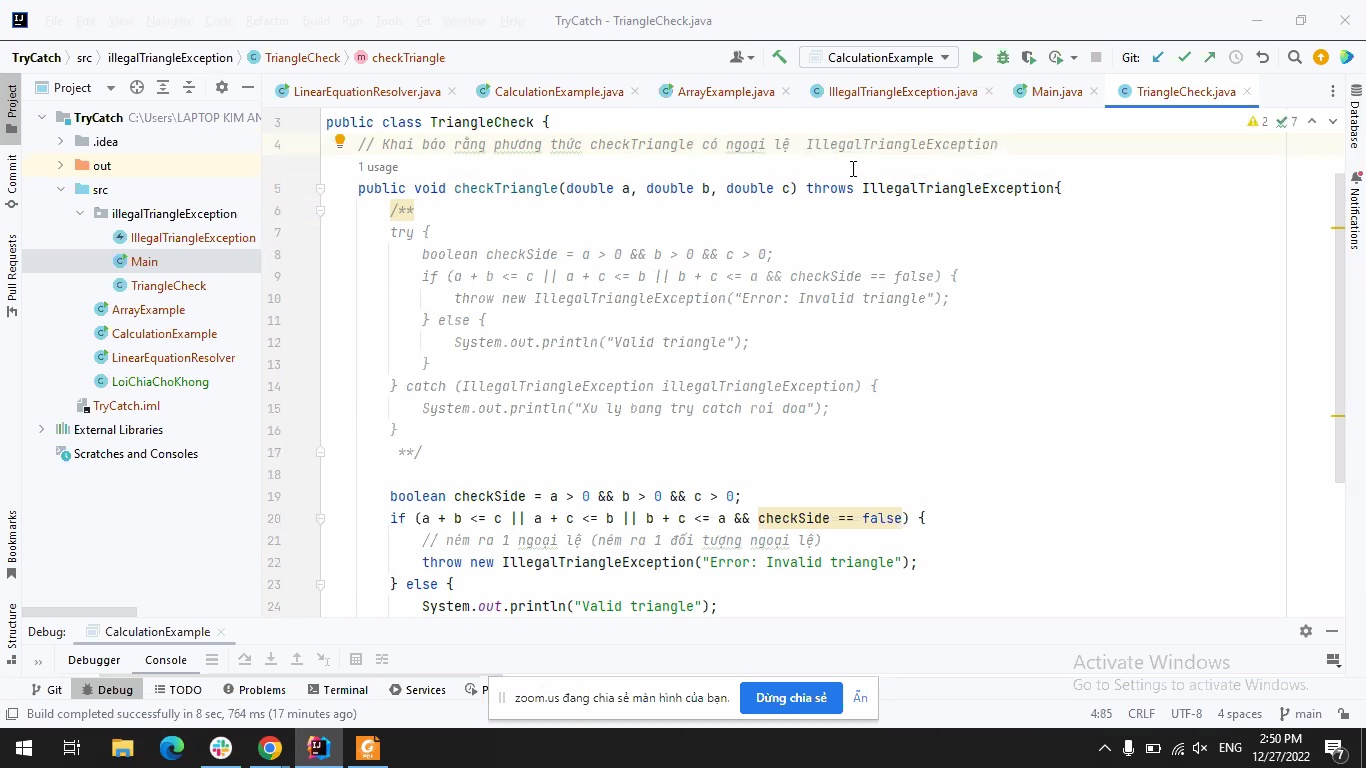 File Edit View Navigate Code Refactor Build Run Tools Git Window Help TryCatch - TriangleCheck.java
TryCatch src illegalTriangleException TriangleCheck checkTriangle CalculationExample Git:
Project LinearEquationResolver.java CalculationExample.java ArrayExample.java IllegalTriangleException.java Main.java TriangleCheck.java
Project
Commit
Pull Requests
Bookmarks
Structure
TryCatch C:\Users\LAPTOP KIM AN
.idea
out
src
illegalTriangleException
IllegalTriangleException
Main
TriangleCheck
ArrayExample
CalculationExample
LinearEquationResolver
LoiChiaChoKhong
TryCatch.iml
External Libraries
Scratches and Consoles
2 7
3 public class TriangleCheck {
4 // Khai báo rằng phương thức checkTriangle có ngoại lệ  IllegalTriangleException
1 usage
5 public void checkTriangle(double a, double b, double c) throws IllegalTriangleException{
6 /**
7 try {
8 boolean checkSide = a > 0 && b > 0 && c > 0;
9 if (a + b <= c || a + c <= b || b + c <= a && checkSide == false) {
10 throw new IllegalTriangleException("Error: Invalid triangle");
11 } else {
12 System.out.println("Valid triangle");
13 }
14 } catch (IllegalTriangleException illegalTriangleException) {
15 System.out.println("Xu ly bang try catch roi doa");
16 }
17 **/
18
19 boolean checkSide = a > 0 && b > 0 && c > 0;
20 if (a + b <= c || a + c <= b || b + c <= a && checkSide == false) {
21 // ném ra 1 ngoại lệ (ném ra 1 đối tượng ngoại lệ)
22 throw new IllegalTriangleException("Error: Invalid triangle");
23 } else {
24 System.out.println("Valid triangle");
Database
Notifications
Debug: CalculationExample
Debugger Console
Activate Windows
Go to Settings to activate Windows.
Git Debug TODO Problems Terminal Services
zoom.us đang chia sẻ màn hình của bạn. Dừng chia sẻ Ẩn
Build completed successfully in 8 sec, 764 ms (17 minutes ago) 4:85 CRLF UTF-8 4 spaces main
ENG 2:50 PM
12/27/2022 7